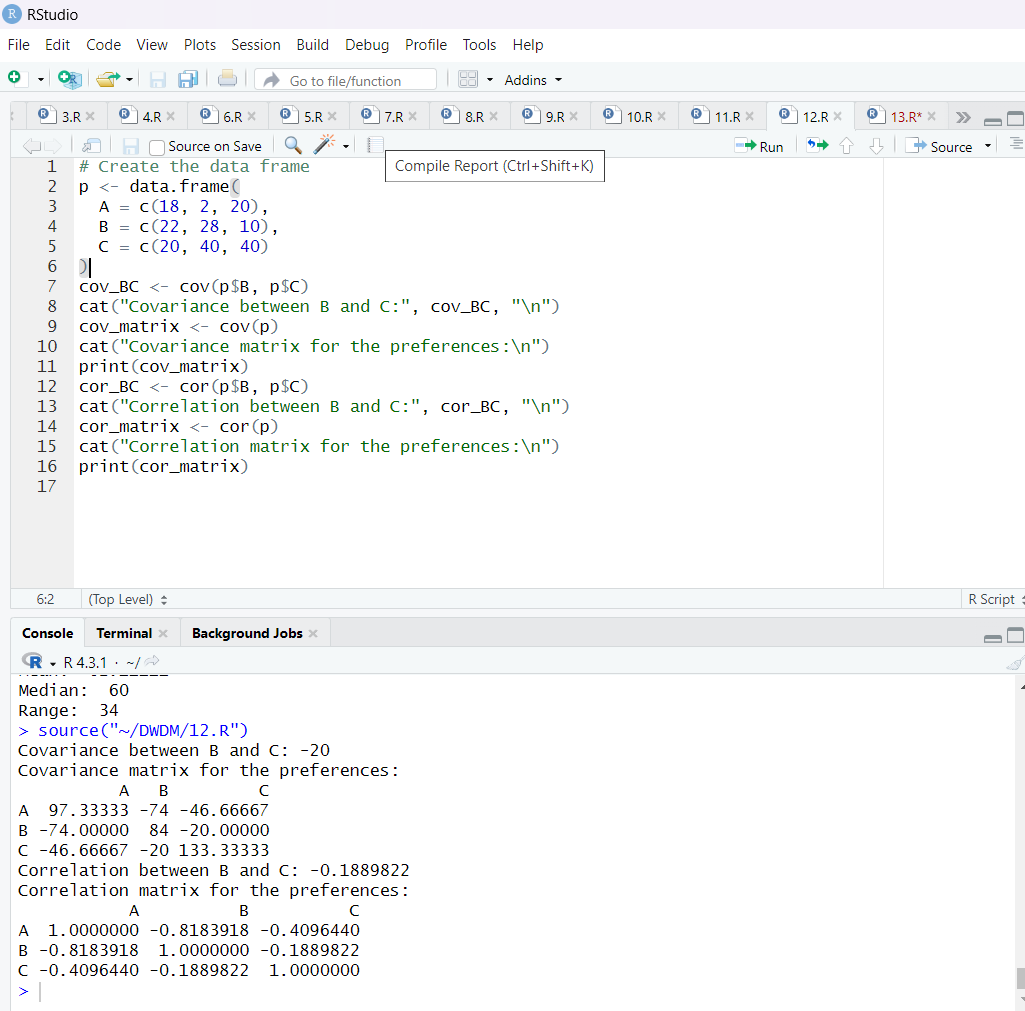 RStudio
File Edit Code View Plots Session Build Debug Profile Tools Help
Go to file/function Addins
3.R 4.R 6.R 5.R 7.R 8.R 9.R 10.R 11.R 12.R 13.R*
Source on Save Run Source
Compile Report (Ctrl+Shift+K)
1 # Create the data frame
2 p <- data.frame(
3   A = c(18, 2, 20),
4   B = c(22, 28, 10),
5   C = c(20, 40, 40)
6 )
7 cov_BC <- cov(p$B, p$C)
8 cat("Covariance between B and C:", cov_BC, "\n")
9 cov_matrix <- cov(p)
10 cat("Covariance matrix for the preferences:\n")
11 print(cov_matrix)
12 cor_BC <- cor(p$B, p$C)
13 cat("Correlation between B and C:", cor_BC, "\n")
14 cor_matrix <- cor(p)
15 cat("Correlation matrix for the preferences:\n")
16 print(cor_matrix)
17
6:2 (Top Level) R Script
Console Terminal Background Jobs
R 4.3.1 · ~/
Median:  60
Range:  34
> source("~/DWDM/12.R")
Covariance between B and C: -20
Covariance matrix for the preferences:
          A   B         C
A  97.33333 -74 -46.66667
B -74.00000  84 -20.00000
C -46.66667 -20 133.33333
Correlation between B and C: -0.1889822
Correlation matrix for the preferences:
           A          B          C
A  1.0000000 -0.8183918 -0.4096440
B -0.8183918  1.0000000 -0.1889822
C -0.4096440 -0.1889822  1.0000000
>